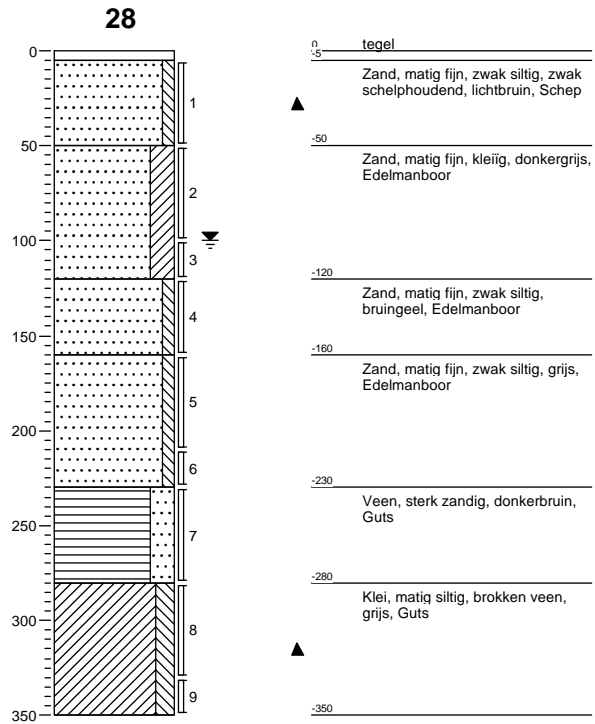 28
0
50
100
150
200
250
300
350
1
2
3
4
5
6
7
8
9
0
tegel
-5
Zand, matig fijn, zwak siltig, zwak
schelphoudend, lichtbruin, Schep
-50
Zand, matig fijn, kleiïg, donkergrijs,
Edelmanboor
-120
Zand, matig fijn, zwak siltig,
bruingeel, Edelmanboor
-160
Zand, matig fijn, zwak siltig, grijs,
Edelmanboor
-230
Veen, sterk zandig, donkerbruin,
Guts
-280
Klei, matig siltig, brokken veen,
grijs, Guts
-350